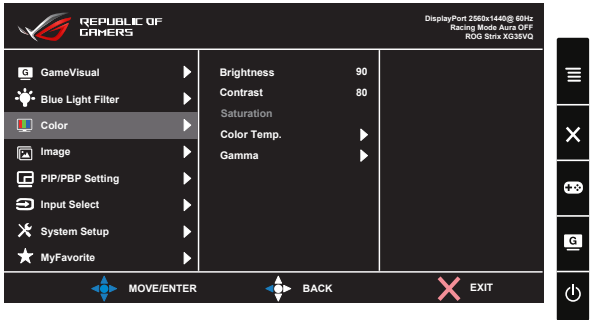 REPUBLIC OF
GAMERS
DisplayPort 2560x1440@ 60Hz
Racing Mode Aura OFF
ROG Strix XG35VQ
G GameVisual
Blue Light Filter
Color
Image
PIP/PBP Setting
Input Select
System Setup
MyFavorite
Brightness 90
Contrast 80
Saturation
Color Temp.
Gamma
MOVE/ENTER BACK EXIT
G